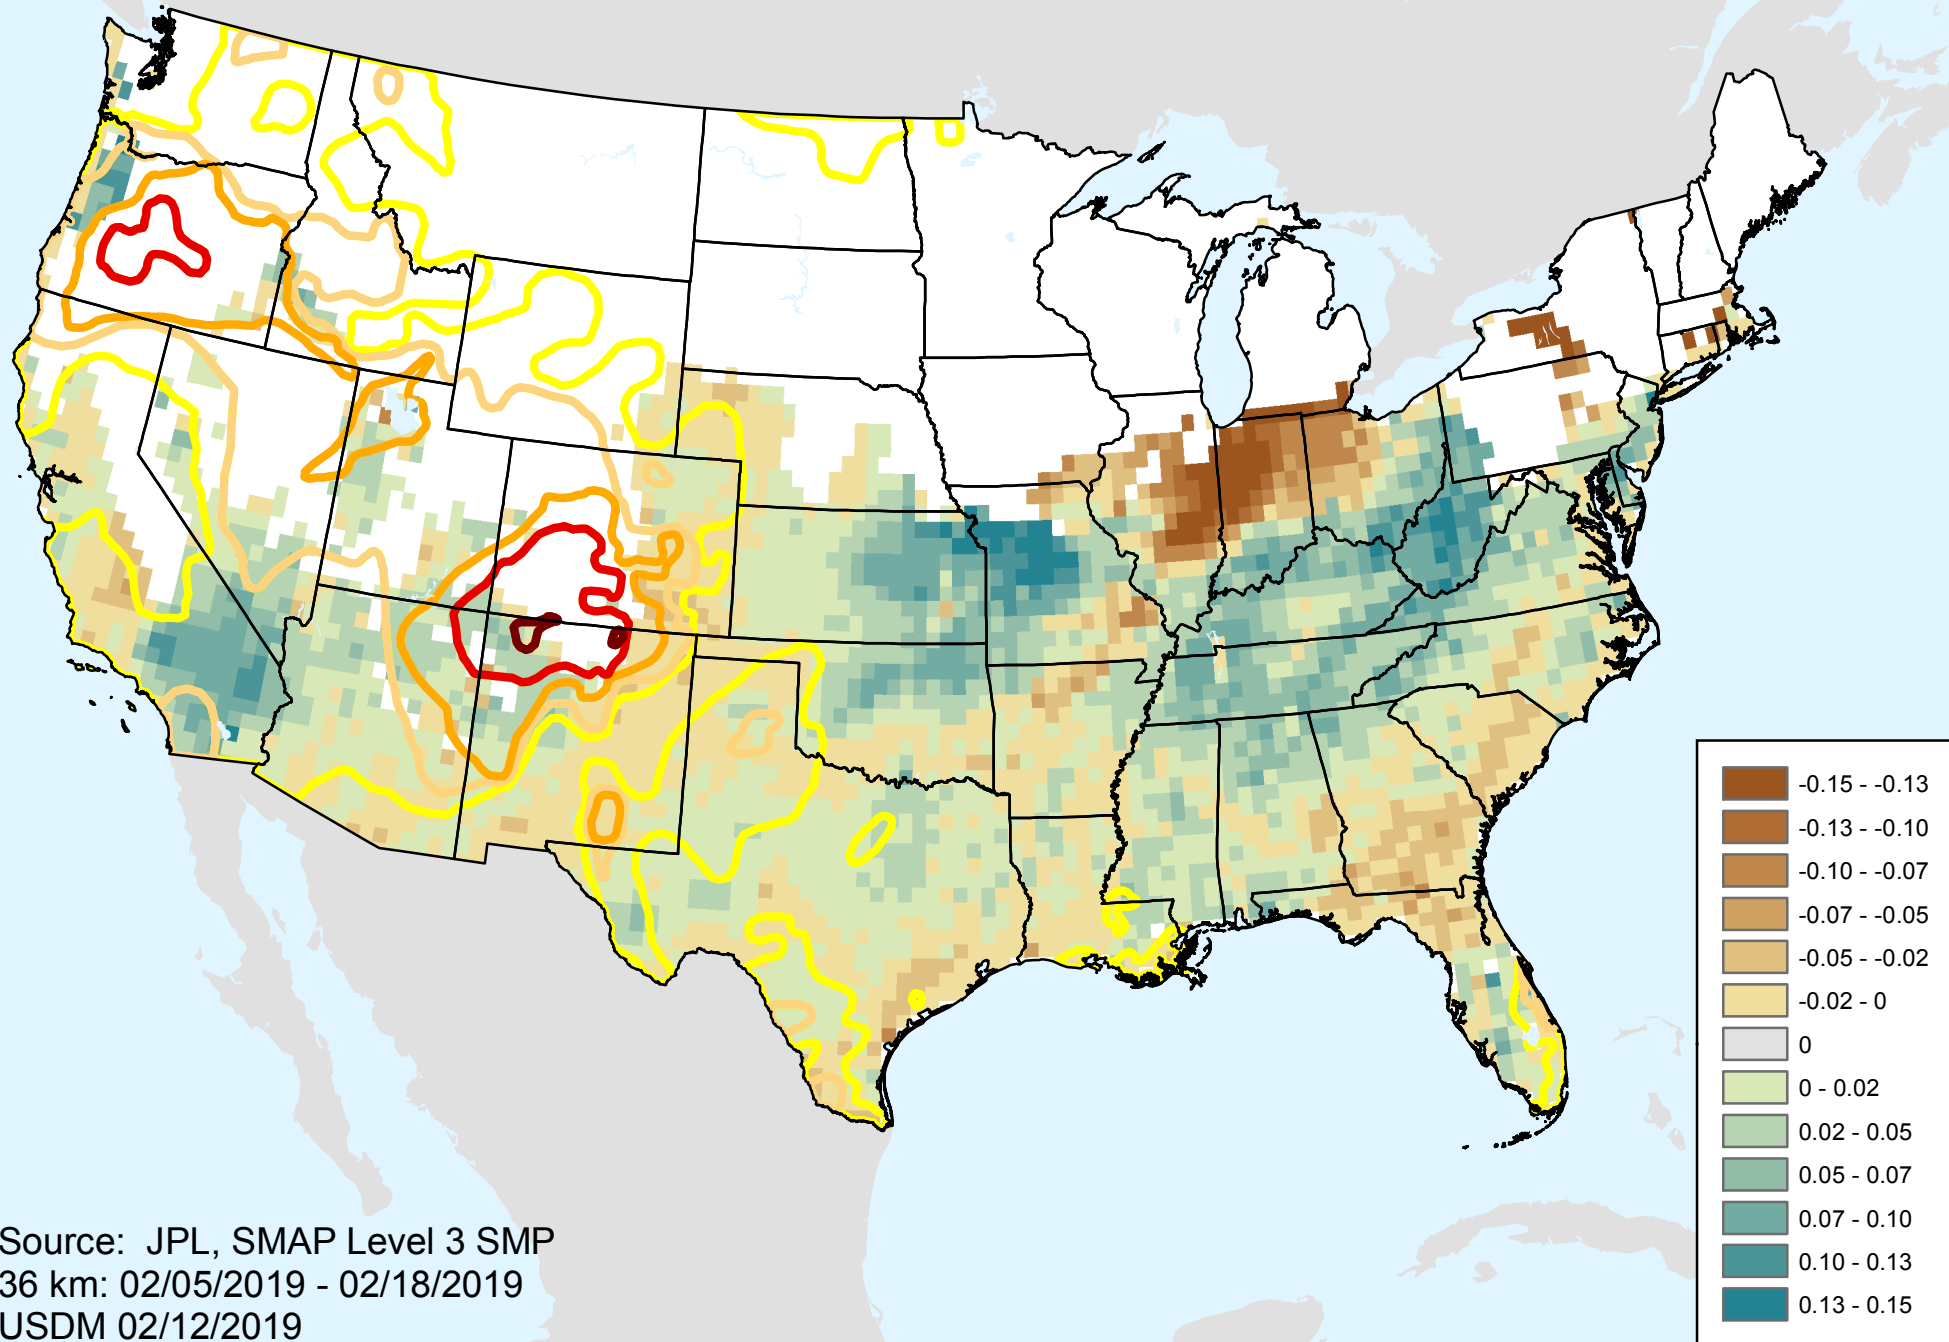 -0.15 - -0.13
-0.13 - -0.10
-0.10 - -0.07
-0.07 - -0.05
-0.05 - -0.02
-0.02 - 0
0
0 - 0.02
0.02 - 0.05
0.05 - 0.07
0.07 - 0.10
0.10 - 0.13
0.13 - 0.15
Source: JPL, SMAP Level 3 SMP
36 km: 02/05/2019 - 02/18/2019
USDM 02/12/2019